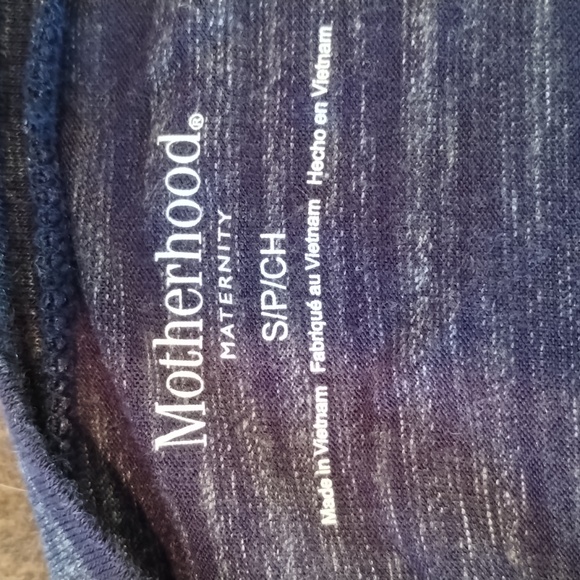 Motherhood®
MATERNITY
S/P/CH
Made in Vietnam Fabriqué au Vietnam Hecho en Vietnam